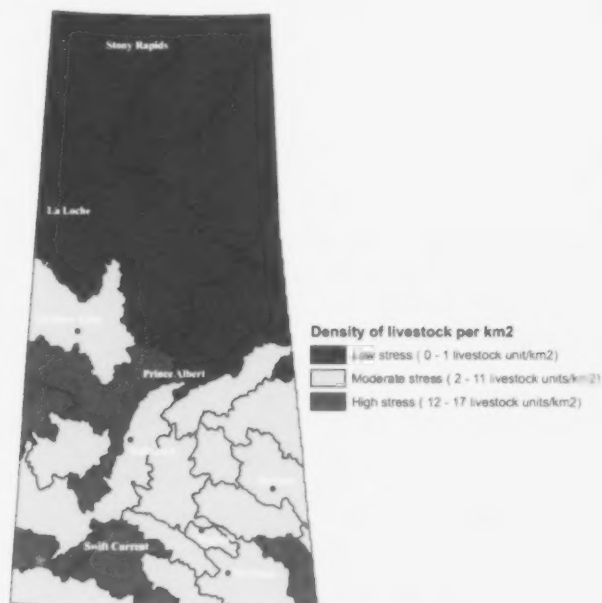 Stony Rapids
La Loche
Prince Albert
Swift Current
Density of livestock per km2
Low stress ( 0 - 1 livestock unit/km2)
Moderate stress ( 2 - 11 livestock units/km2)
High stress ( 12 - 17 livestock units/km2)